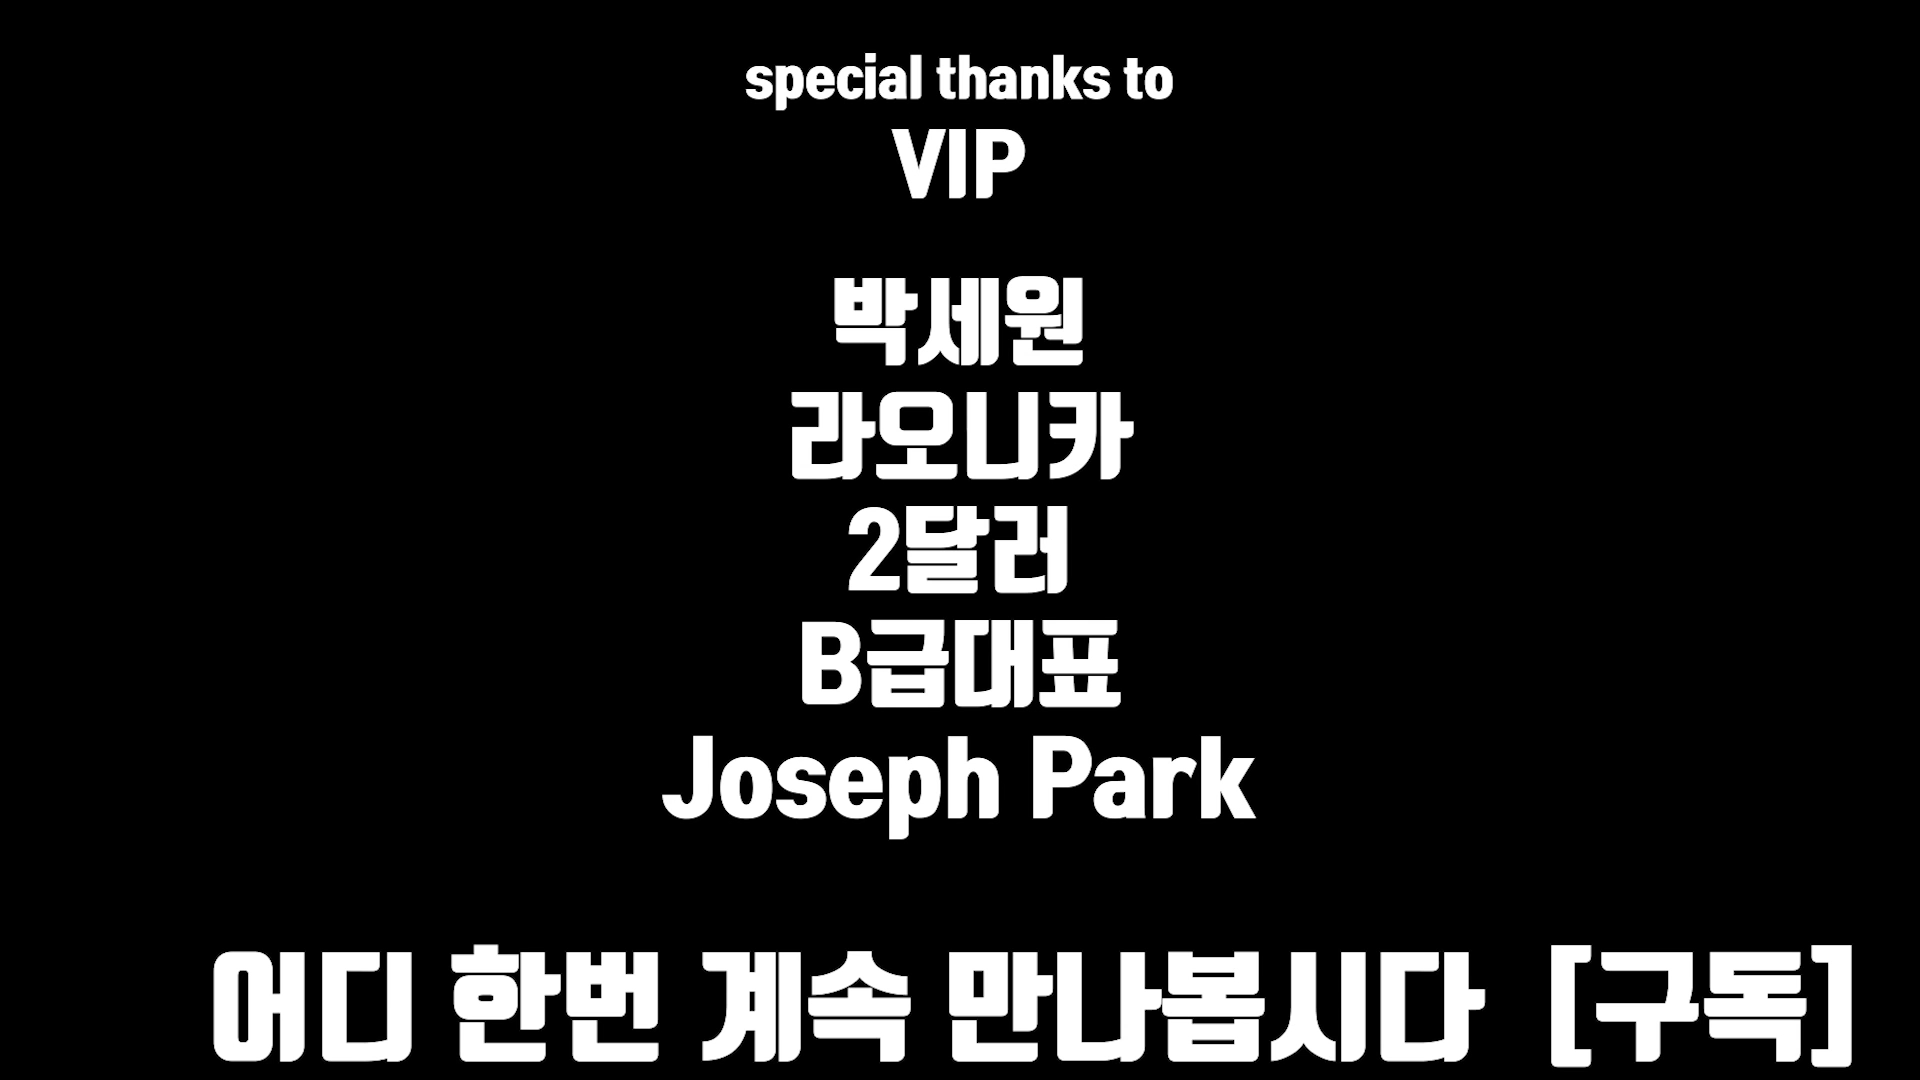 special thanks to
VIP
박세원
라오니카
2달러
B급대표
Joseph Park
어디 한번 계속 만나봅시다 [구독]